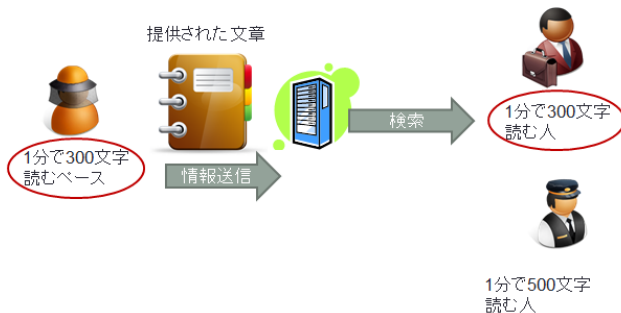 提供された文章
1分で300文字
読むペース
情報送信
検索
1分で300文字
読む人
1分で500文字
読む人